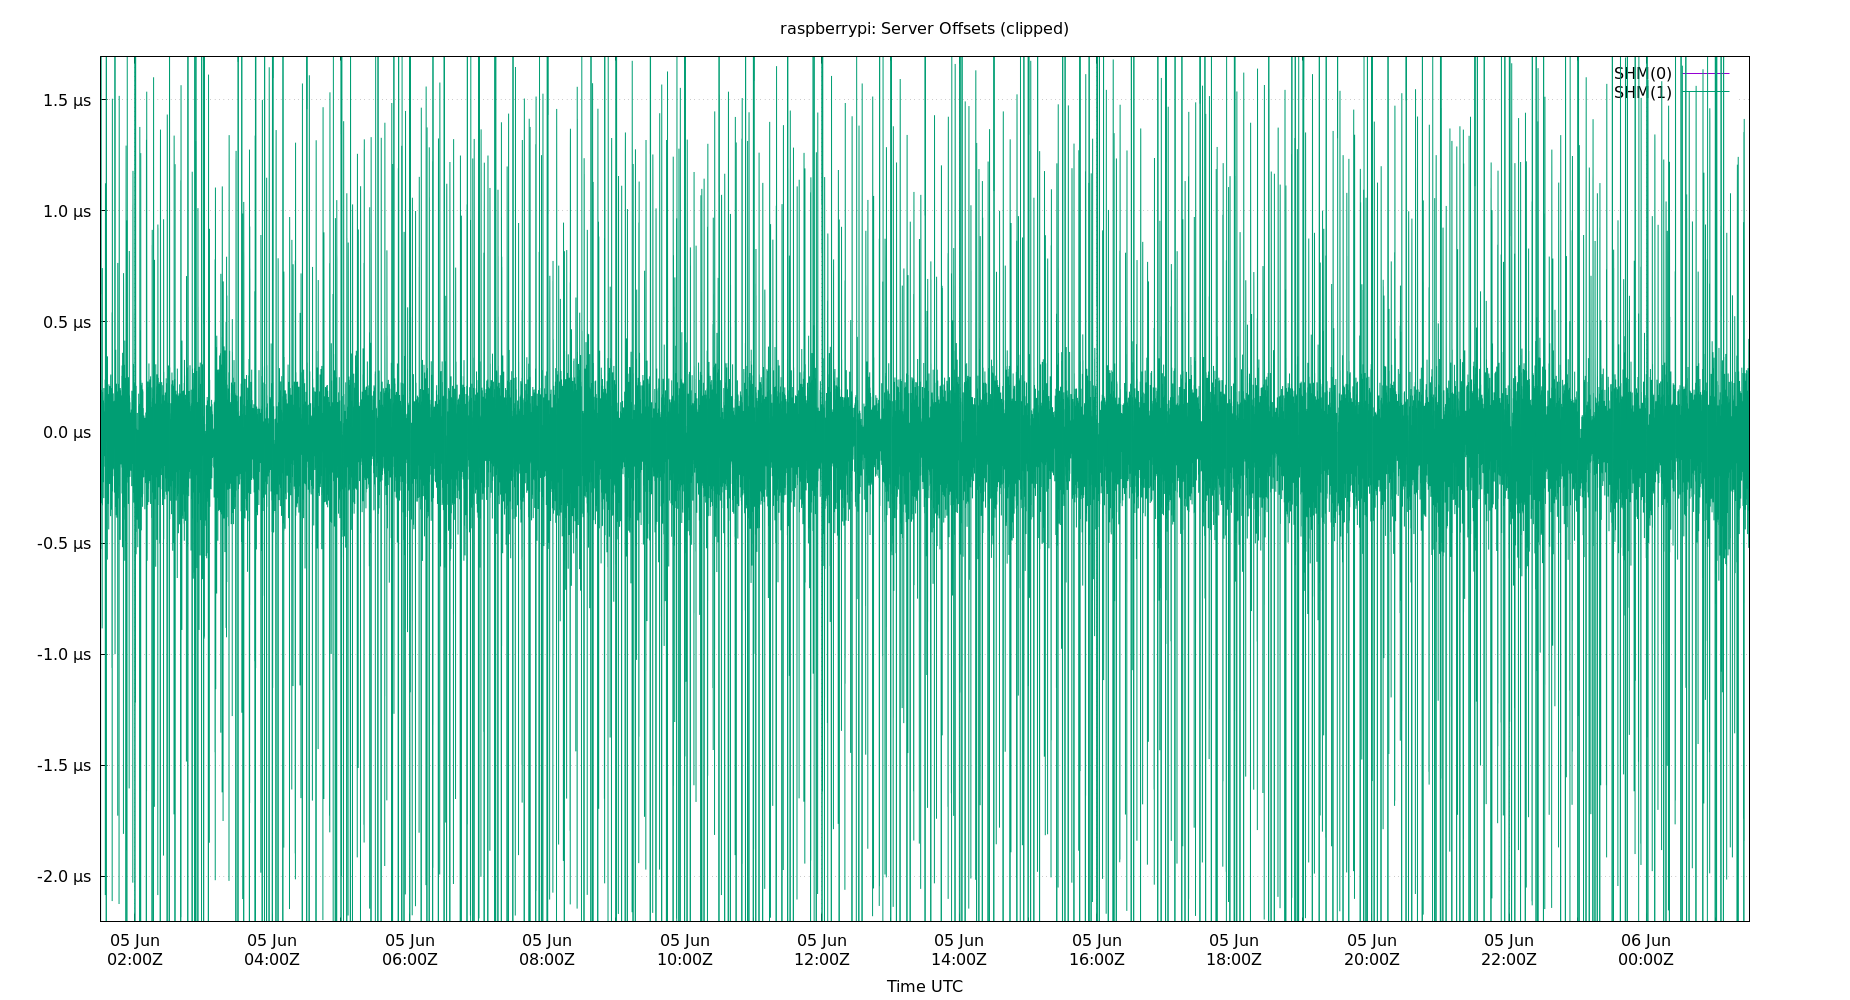 raspberrypi: Server Offsets (clipped)
SHM(0)
SHM(1)
1.5 µs
1.0 µs
0.5 µs
0.0 µs
-0.5 µs
-1.0 µs
-1.5 µs
-2.0 µs
05 Jun 05 Jun 05 Jun 05 Jun 05 Jun 05 Jun 05 Jun 05 Jun 05 Jun 05 Jun 05 Jun 06 Jun
02:00Z 04:00Z 06:00Z 08:00Z 10:00Z 12:00Z 14:00Z 16:00Z 18:00Z 20:00Z 22:00Z 00:00Z
Time UTC